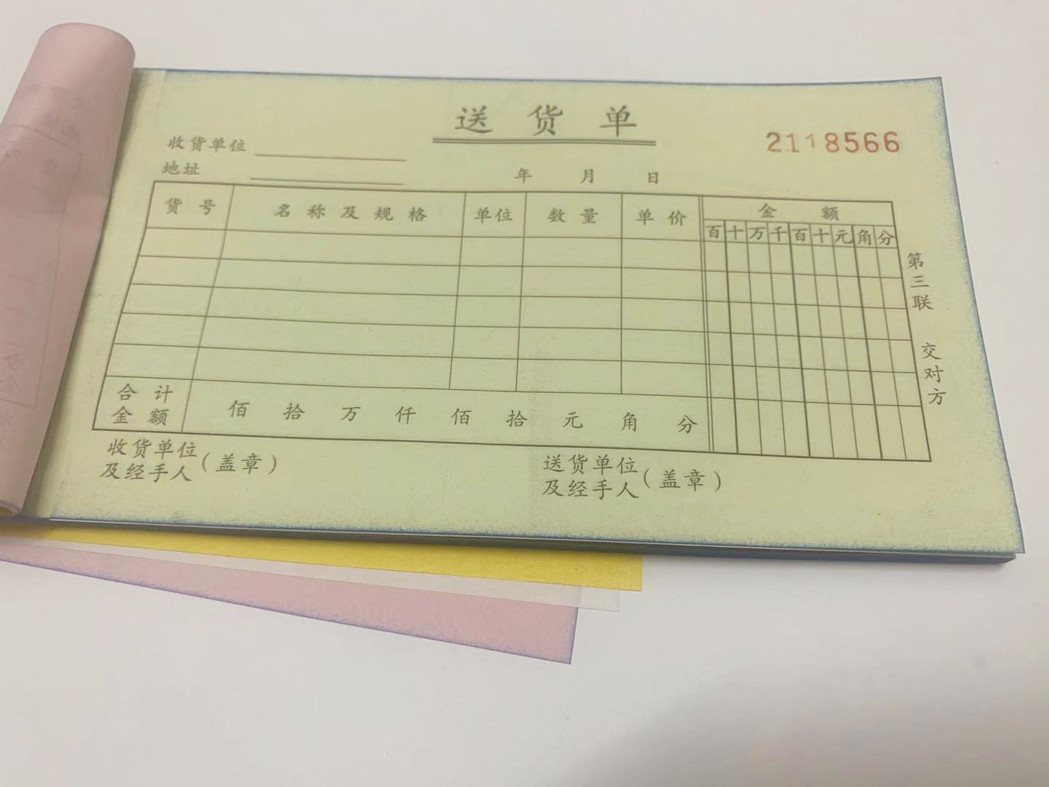 送货单
2118566
收货单位
地址
年 月 日
货号 名称及规格 单位 数量 单价 金额
百十万千百十元角分
合计
金额
佰拾万仟佰拾元角分
收货单位
及经手人(盖章)
送货单位
及经手人(盖章)
第三联 交对方